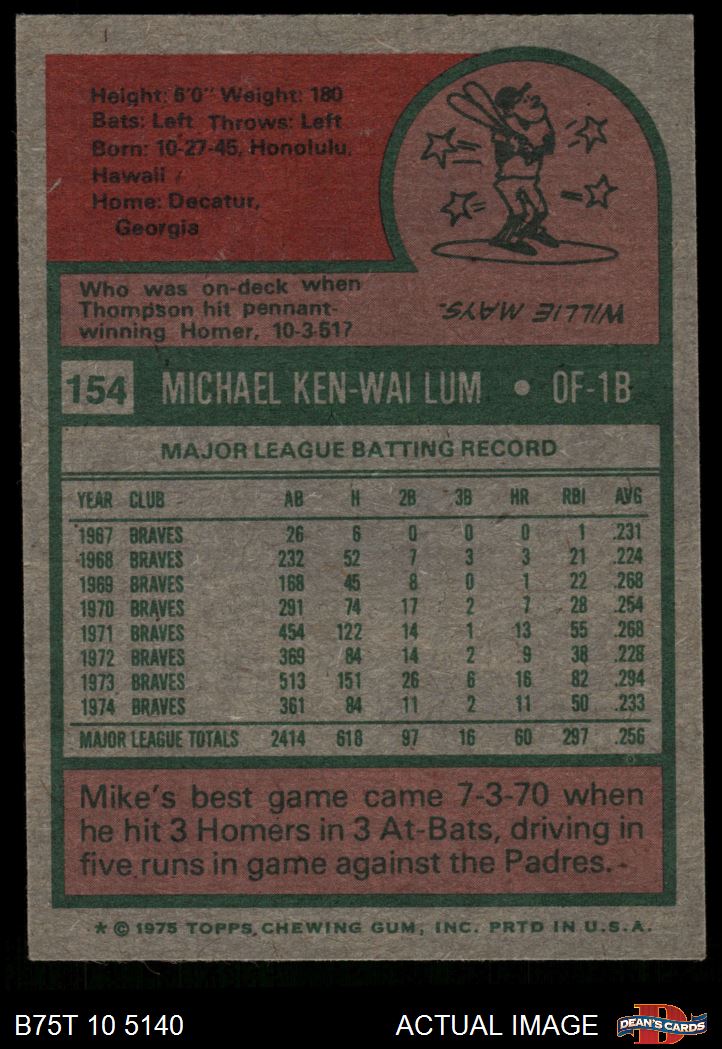 Height: 6'0" Weight: 180
Bats: Left Throws: Left
Born: 10-27-45, Honolulu,
Hawaii
Home: Decatur,
Georgia
Who was on-deck when
Thompson hit pennant-
winning Homer, 10-3-51?
WILLIE MAYS.
154 MICHAEL KEN-WAI LUM • OF-1B
MAJOR LEAGUE BATTING RECORD
YEAR CLUB AB H 2B 3B HR RBI AVG
1967 BRAVES 26 6 0 0 0 1 .231
1968 BRAVES 232 52 7 3 3 21 .224
1969 BRAVES 168 45 8 0 1 22 .268
1970 BRAVES 291 74 17 2 7 28 .254
1971 BRAVES 454 122 14 1 13 55 .268
1972 BRAVES 369 84 14 2 9 38 .228
1973 BRAVES 513 151 26 6 16 82 .294
1974 BRAVES 361 84 11 2 11 50 .233
MAJOR LEAGUE TOTALS 2414 618 97 16 60 297 .256
Mike's best game came 7-3-70 when
he hit 3 Homers in 3 At-Bats, driving in
five runs in game against the Padres.
* © 1975 TOPPS CHEWING GUM, INC. PRTD IN U.S.A.
B75T 10 5140 ACTUAL IMAGE
D
DEAN'S CARDS